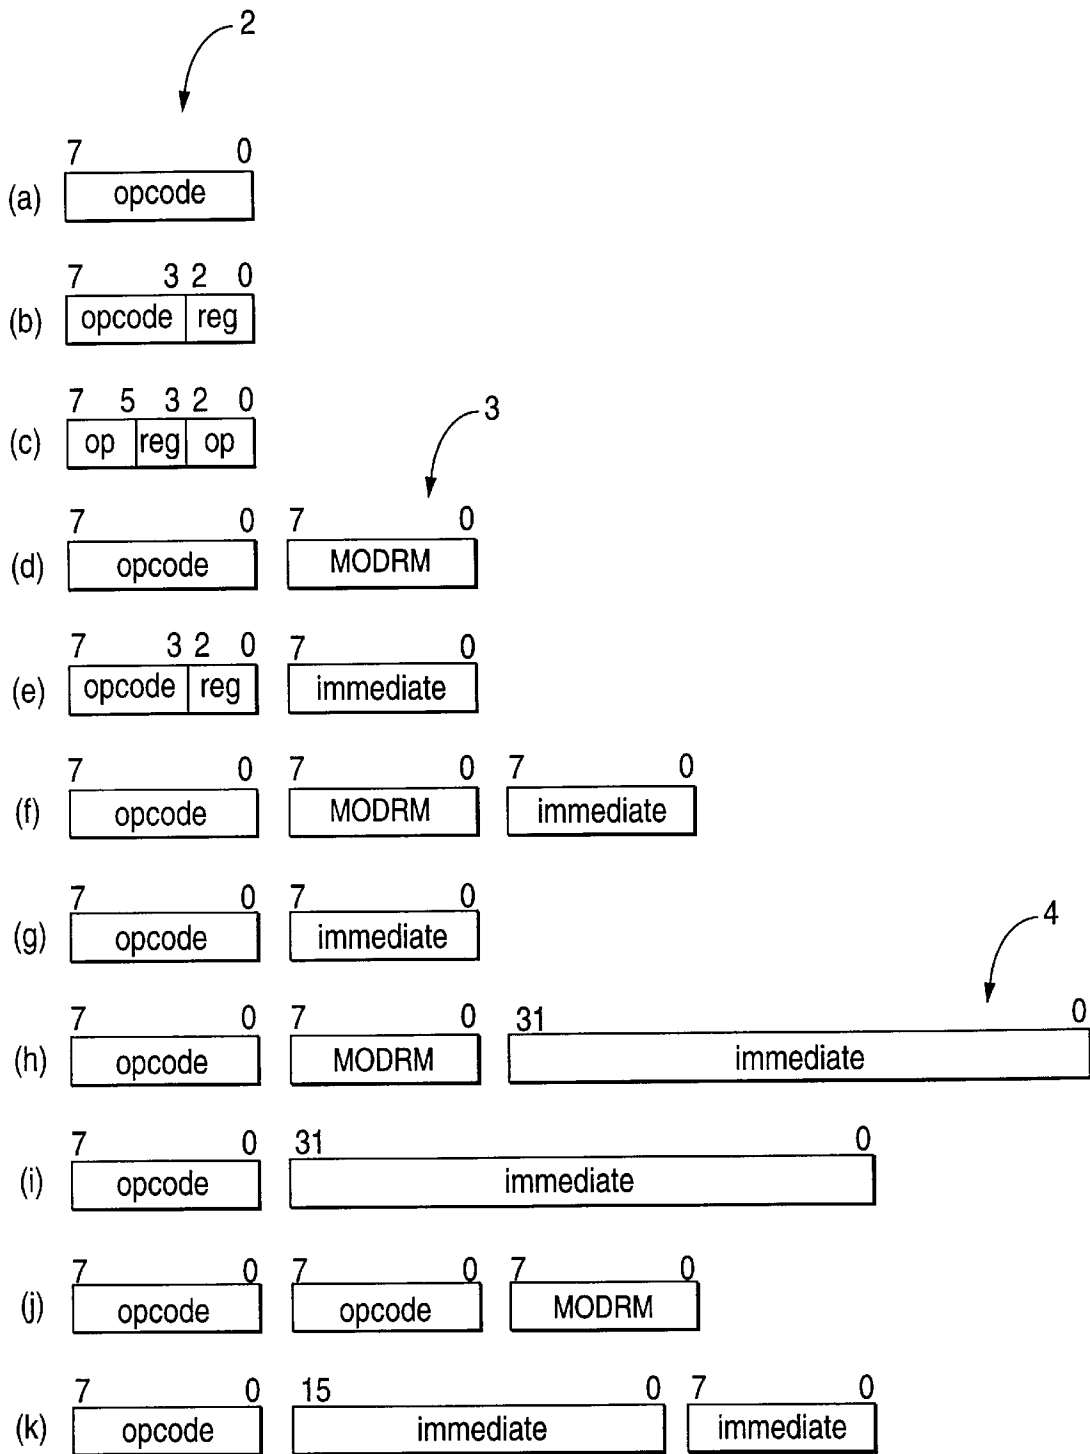 2
7 0
(a) opcode
7 3 2 0
(b) opcode reg
7 5 3 2 0
(c) op reg op
3
7 0 7 0
(d) opcode MODRM
7 3 2 0 7 0
(e) opcode reg immediate
7 0 7 0 7 0
(f) opcode MODRM immediate
7 0 7 0
(g) opcode immediate
4
7 0 7 0 31 0
(h) opcode MODRM immediate
7 0 31 0
(i) opcode immediate
7 0 7 0 7 0
(j) opcode opcode MODRM
7 0 15 0 7 0
(k) opcode immediate immediate